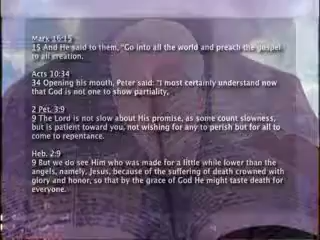 Mark 16:15
15 And He said to them, "Go into all the world and preach the gospel
to all creation.
Acts 10:34
34 Opening his mouth, Peter said: "I most certainly understand now
that God is not one to show partiality,
2 Pet. 3:9
9 The Lord is not slow about His promise, as some count slowness,
but is patient toward you, not wishing for any to perish but for all to
come to repentance.
Heb. 2:9
9 But we do see Him who was made for a little while lower than the
angels, namely, Jesus, because of the suffering of death crowned with
glory and honor, so that by the grace of God He might taste death for
everyone.